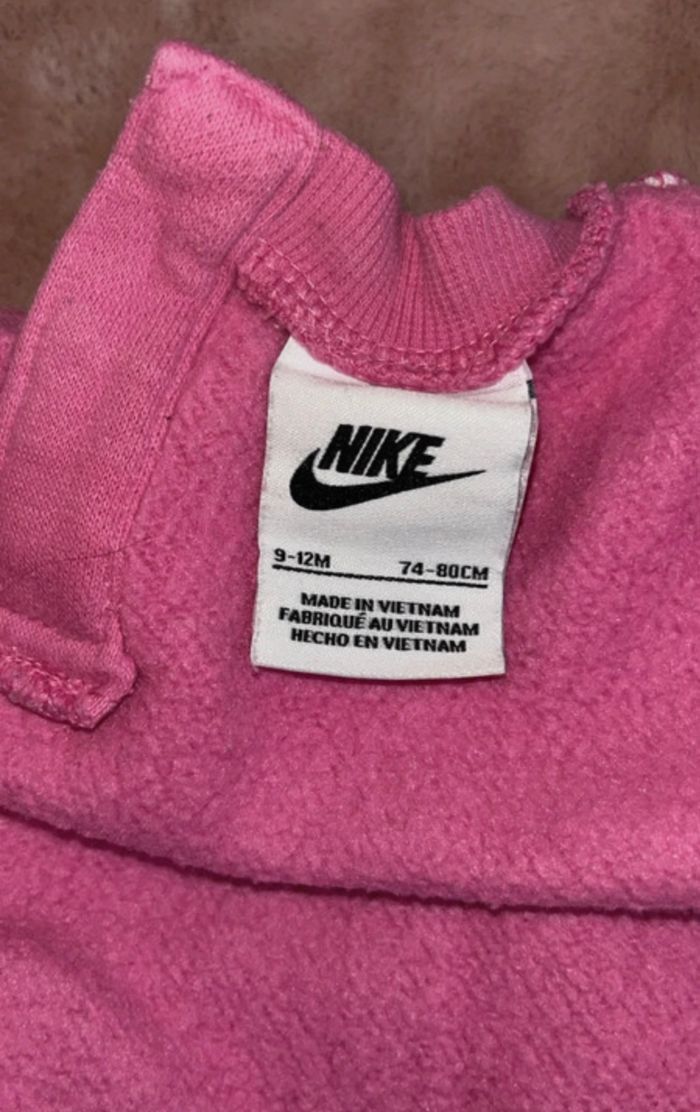 NIKE
9-12M 74-80CM
MADE IN VIETNAM
FABRIQUÉ AU VIETNAM
HECHO EN VIETNAM